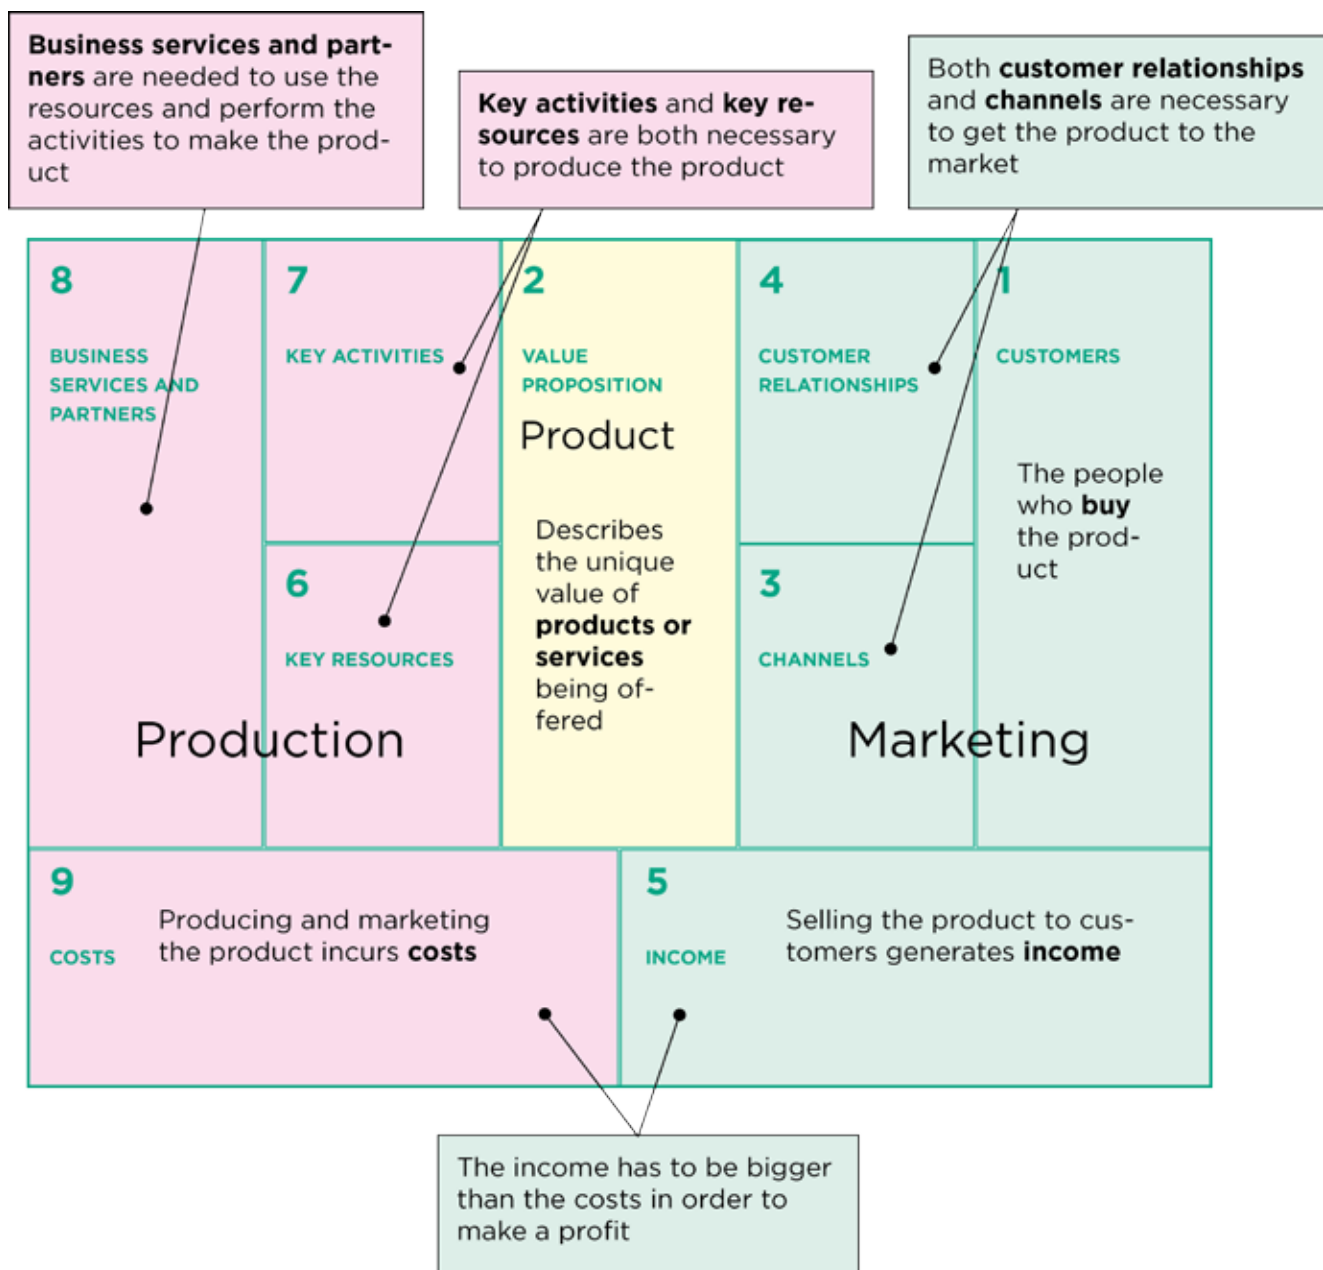 Business services and part-
ners are needed to use the
resources and perform the
activities to make the prod-
uct
Key activities and key re-
sources are both necessary
to produce the product
Both customer relationships
and channels are necessary
to get the product to the
market
8
BUSINESS
SERVICES AND
PARTNERS
7
KEY ACTIVITIES
6
KEY RESOURCES
Production
2
VALUE
PROPOSITION
Product
Describes
the unique
value of
products or
services
being of-
fered
4
CUSTOMER
RELATIONSHIPS
3
CHANNELS
1
CUSTOMERS
The people
who buy
the prod-
uct
Marketing
9
COSTS
Producing and marketing
the product incurs costs
5
INCOME
Selling the product to cus-
tomers generates income
The income has to be bigger
than the costs in order to
make a profit